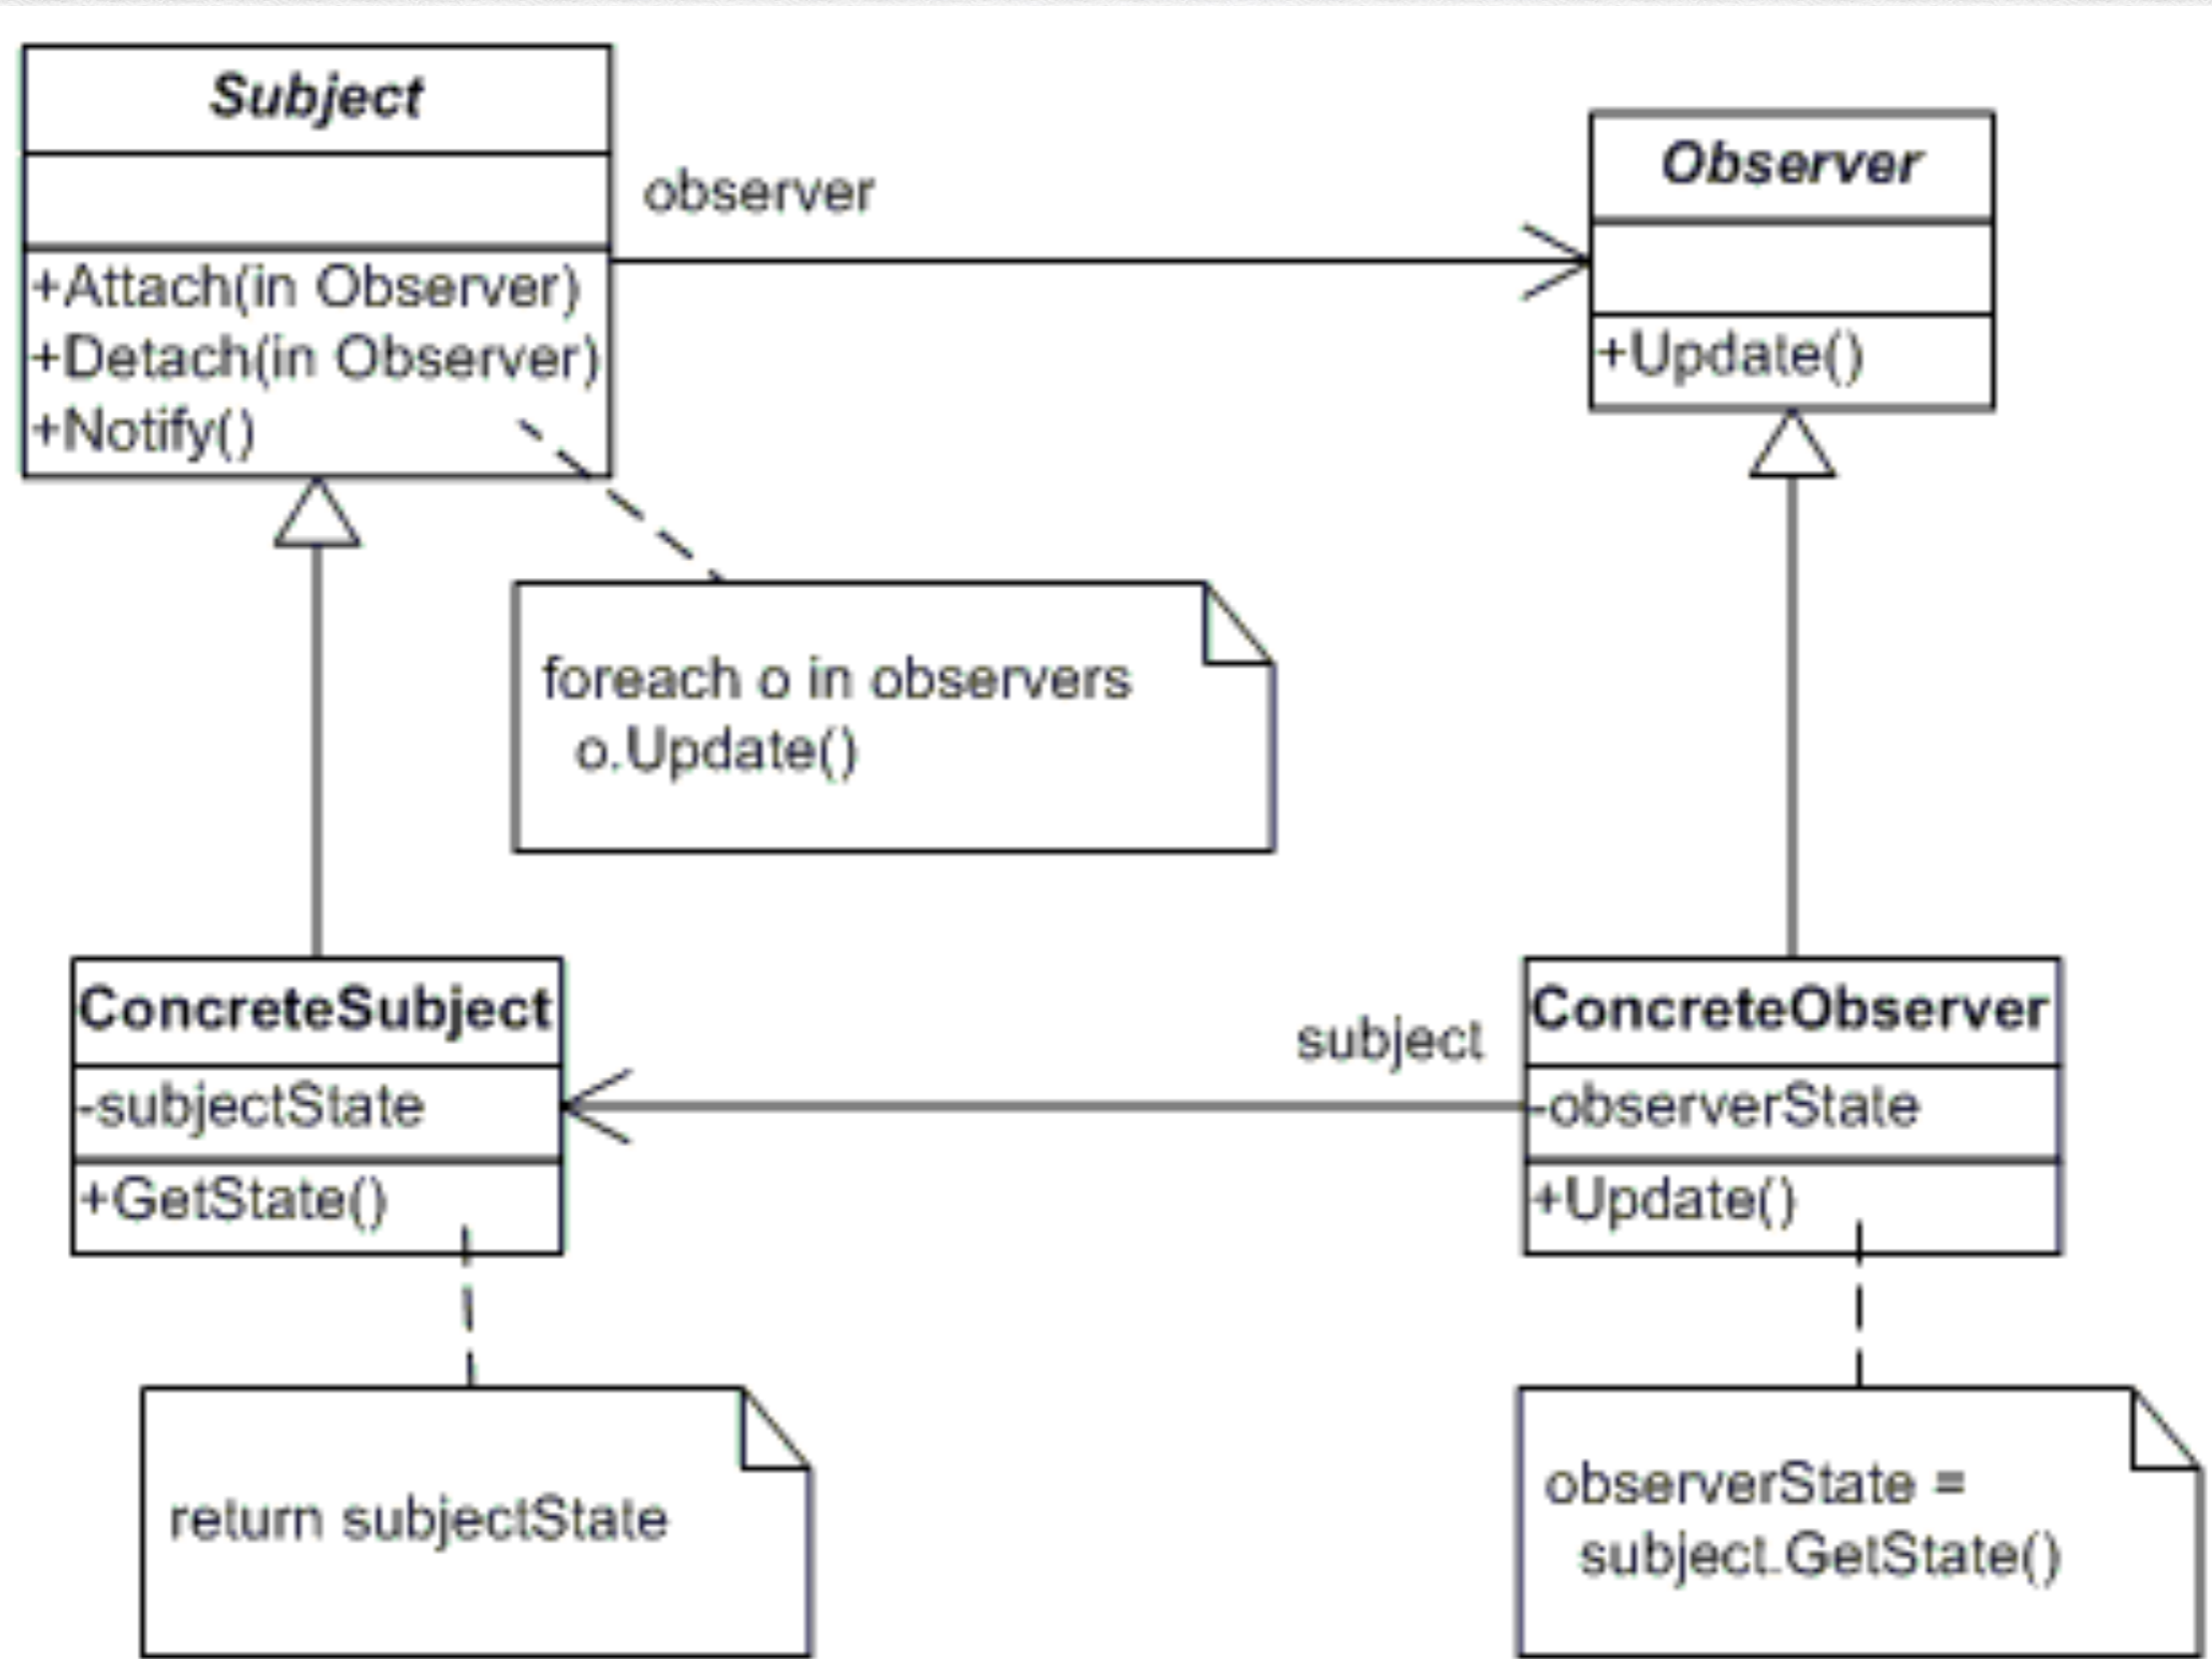 Subject
+Attach(in Observer)
+Detach(in Observer)
+Notify()
observer
Observer
+Update()
foreach o in observers
o.Update()
ConcreteSubject
-subjectState
+GetState()
subject
ConcreteObserver
-observerState
+Update()
return subjectState
observerState =
subject.GetState()